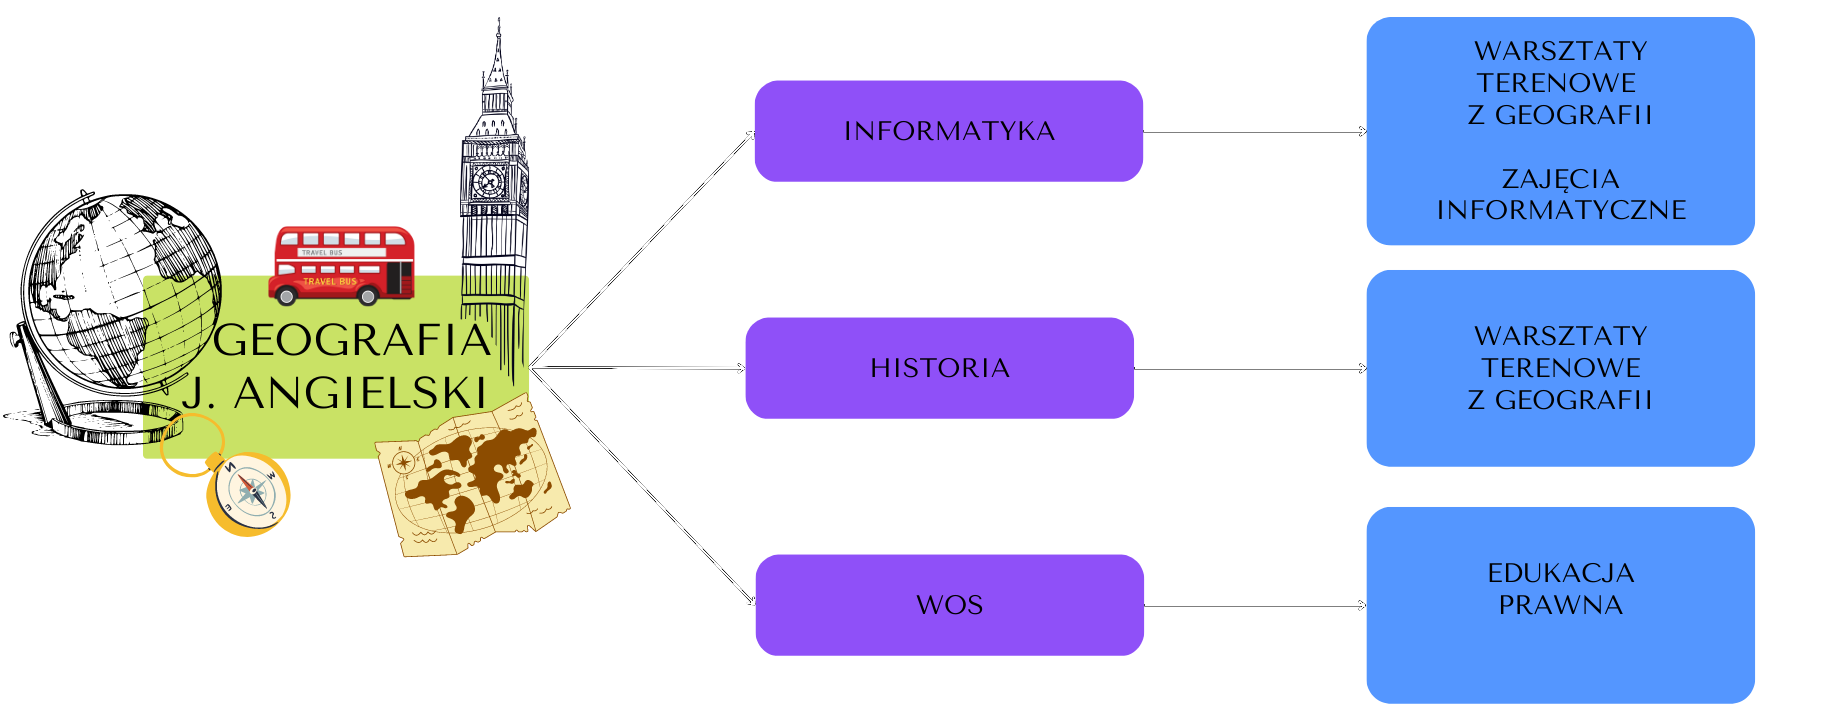 TRAVEL BUS
TRAVEL BUS
GEOGRAFIA
J. ANGIELSKI
N
W
E
S
INFORMATYKA
HISTORIA
WOS
WARSZTATY
TERENOWE
Z GEOGRAFII
ZAJĘCIA
INFORMATYCZNE
WARSZTATY
TERENOWE
Z GEOGRAFII
EDUKACJA
PRAWNA